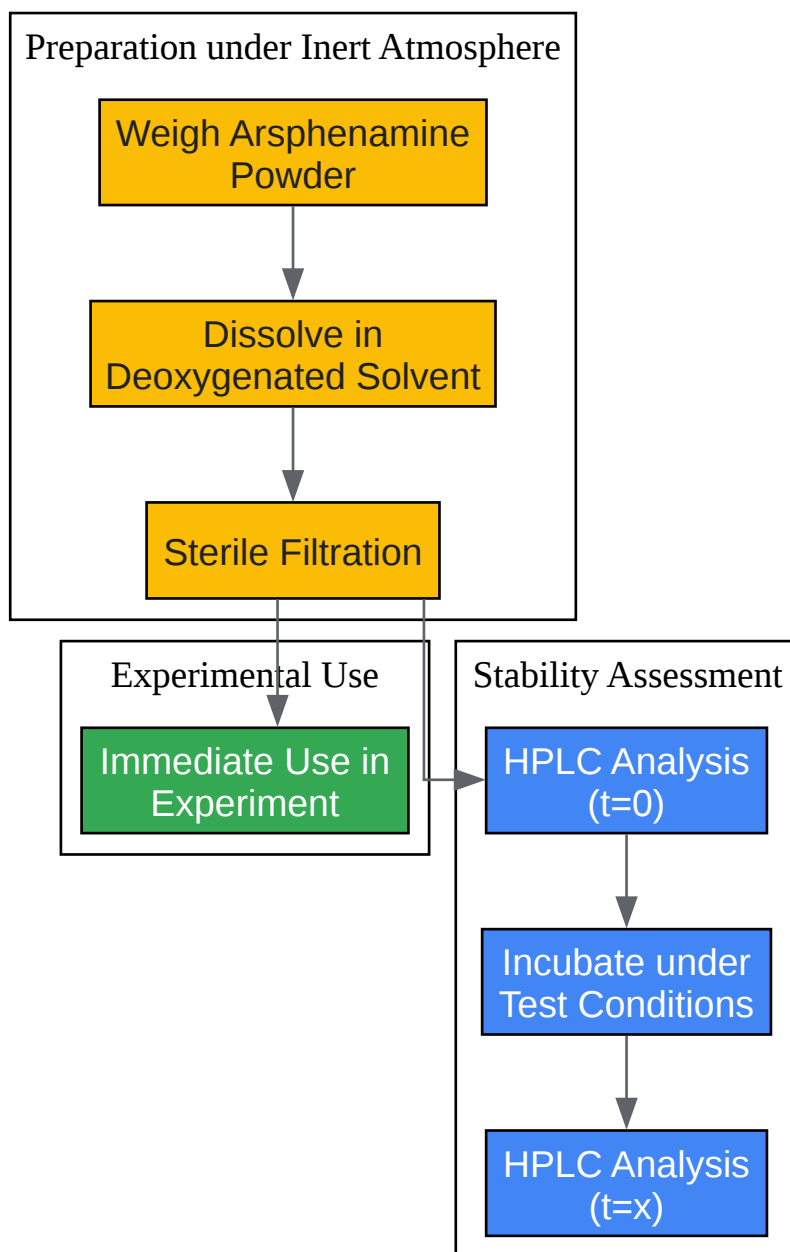 Preparation under Inert Atmosphere
Weigh Arsphenamine
Powder
Dissolve in
Deoxygenated Solvent
Sterile Filtration
Experimental Use
Immediate Use in
Experiment
Stability Assessment
HPLC Analysis
(t=0)
Incubate under
Test Conditions
HPLC Analysis
(t=x)